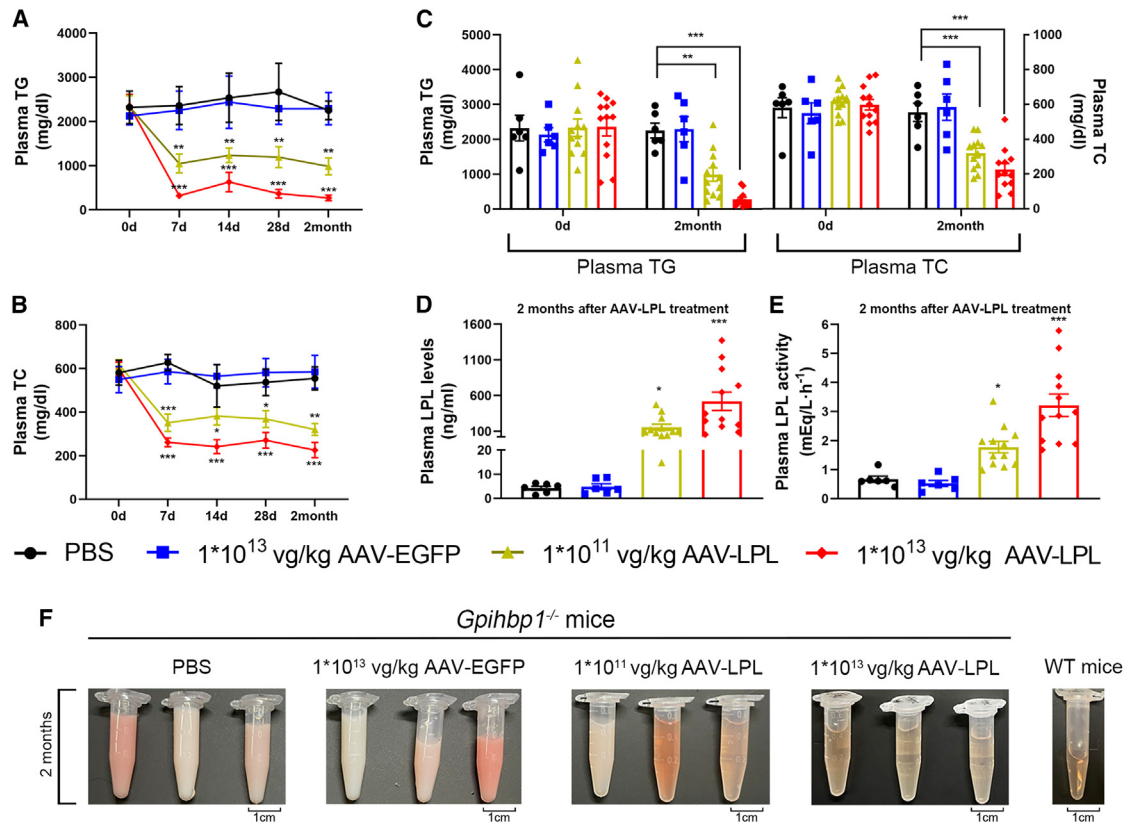 A
Plasma TG
(mg/dl)
4000
3000
2000
1000
0
** ** ** **
*** *** *** ***
0d 7d 14d 28d 2month
B
Plasma TC
(mg/dl)
800
600
400
200
0
*** * * **
*** *** *** ***
0d 7d 14d 28d 2month
C
Plasma TG
(mg/dl)
5000
4000
3000
2000
1000
0
***
**
***
***
1000
800
600
400
200
0
Plasma TC
(mg/dl)
0d 2month 0d 2month
Plasma TG Plasma TC
D
2 months after AAV-LPL treatment
Plasma LPL levels
(ng/ml)
1600
1100
600
100
20
10
0
* ***
E
2 months after AAV-LPL treatment
Plasma LPL activity
(mEq/L·h⁻¹)
6
5
4
3
2
1
0
* ***
PBS 1*10¹³ vg/kg AAV-EGFP 1*10¹¹ vg/kg AAV-LPL 1*10¹³ vg/kg AAV-LPL
F
Gpihbp1⁻/⁻ mice
PBS 1*10¹³ vg/kg AAV-EGFP 1*10¹¹ vg/kg AAV-LPL 1*10¹³ vg/kg AAV-LPL WT mice
2 months
1cm 1cm 1cm 1cm 1cm